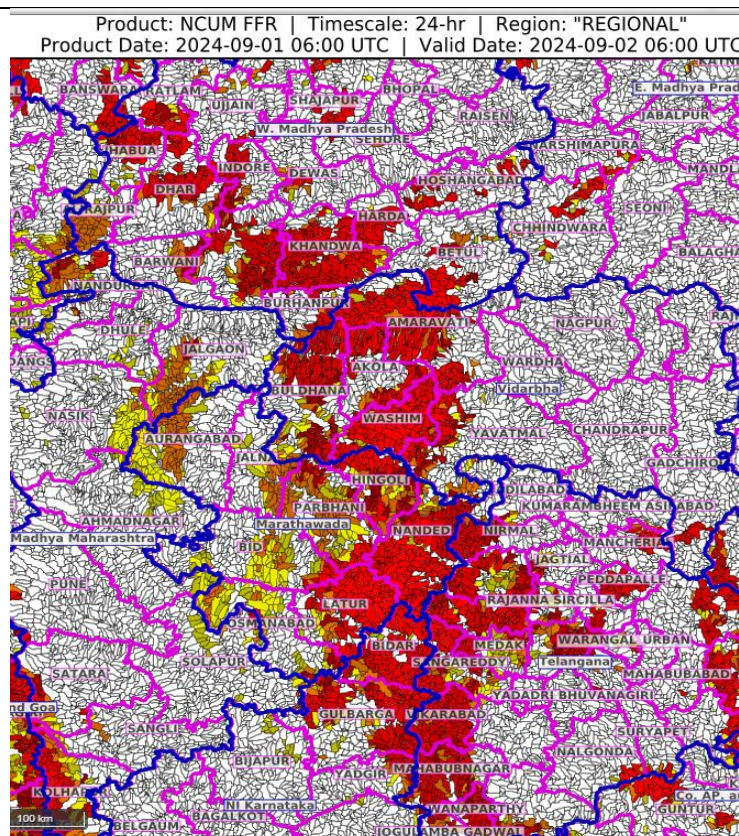 Product: NCUM FFR | Timescale: 24-hr | Region: "REGIONAL"
Product Date: 2024-09-01 06:00 UTC | Valid Date: 2024-09-02 06:00 UTC
BANSWARA RATLAM
UJJAIN
SHAJAPUR
BHOPAL
E. Madhya Prad
RAISEN
JABALPUR
W. Madhya Pradesh
SEHORE
JHABUA
NARSHIMAPURA
INDORE
DEWAS
MANDL
DHAR
HOSHANGABAD
RAJPUR
HARDA
SEONI
CHHINDWARA
KHANDWA
BARWANI
BETUL
BALAGHA
NANDURB
BURHANPUR
DHULE
AMARAVATI
NAGPUR
JALGAON
DANGS
AKOLA
WARDHA
BULDHANA
Vidarbha
NASIK
WASHIM
AURANGABAD
YAVATMAL
CHANDRAPUR
JALN
GADCHIRO
HINGOLI
DILABAD
PARBHANI
KUMARAMBHEEM ASIFABAD
AHMADNAGAR
Marathawada
NANDED
NIRMAL
Madhya Maharashtra
BID
MANCHERIA
JAGTIAL
PUNE
PEDDAPALLE
LATUR
RAJANNA SIRCILLA
OSMANABAD
BIDAR
MEDAK
WARANGAL URBAN
SOLAPUR
SANGAREDDY
Telangana
SATARA
MAHABUBABAD
YADADRI BHUVANAGIRI
nd Goa
GULBARGA
VIKARABAD
SANGLI
SURYAPET
NALGONDA
BIJAPUR
YADGIR
MAHABUBNAGAR
KOLHAPU
Co. AP. a
NI Karnataka
WANAPARTHY
GUNTUR
100 km
BAGALKOT
BELGAUM
JOGULAMBA GADWAL